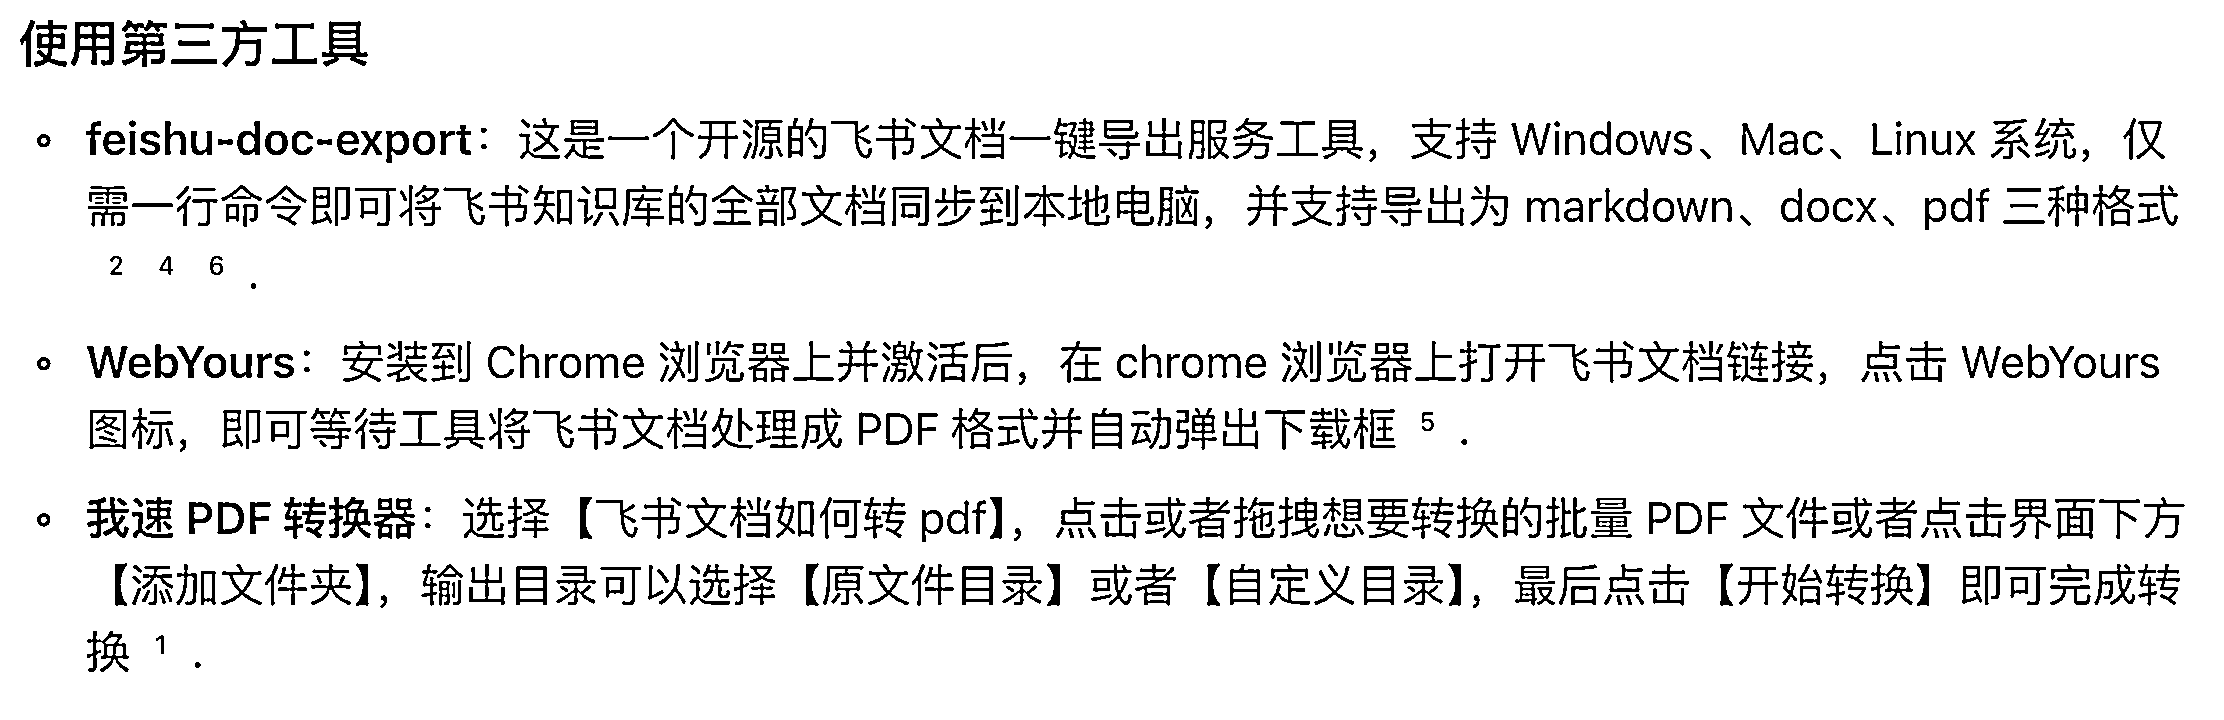 使用第三方工具
feishu-doc-export：这是一个开源的飞书文档一键导出服务工具，支持 Windows、Mac、Linux 系统，仅
需一行命令即可将飞书知识库的全部文档同步到本地电脑，并支持导出为 markdown、docx、pdf 三种格式
2 4 6 .
WebYours：安装到 Chrome 浏览器上并激活后，在 chrome 浏览器上打开飞书文档链接，点击 WebYours
图标，即可等待工具将飞书文档处理成 PDF 格式并自动弹出下载框 5 .
我速 PDF 转换器：选择【飞书文档如何转 pdf】，点击或者拖拽想要转换的批量 PDF 文件或者点击界面下方
【添加文件夹】，输出目录可以选择【原文件目录】或者【自定义目录】，最后点击【开始转换】即可完成转
换 1 .